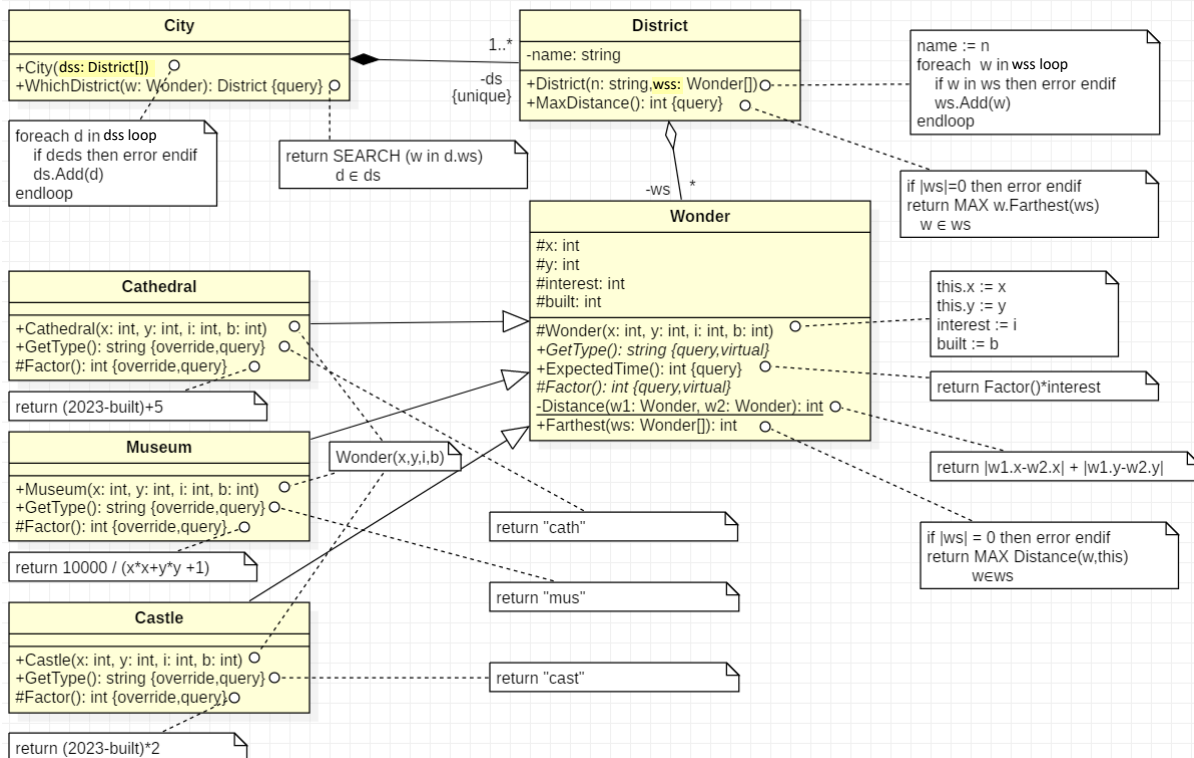 City
+City(dss: District[])
+WhichDistrict(w: Wonder): District {query}
1..*
-ds
{unique}
District
-name: string
+District(n: string,wss: Wonder[])
+MaxDistance(): int {query}
name := n
foreach w in wss loop
if w in ws then error endif
ws.Add(w)
endloop
foreach d in dss loop
if d∈ds then error endif
ds.Add(d)
endloop
return SEARCH (w in d.ws)
d ∈ ds
if |ws|=0 then error endif
return MAX w.Farthest(ws)
w ∈ ws
-ws
*
Wonder
#x: int
#y: int
#interest: int
#built: int
#Wonder(x: int, y: int, i: int, b: int)
+GetType(): string {query,virtual}
+ExpectedTime(): int {query}
#Factor(): int {query,virtual}
-Distance(w1: Wonder, w2: Wonder): int
+Farthest(ws: Wonder[]): int
this.x := x
this.y := y
interest := i
built := b
return Factor()*interest
return |w1.x-w2.x| + |w1.y-w2.y|
if |ws| = 0 then error endif
return MAX Distance(w,this)
w∈ws
Cathedral
+Cathedral(x: int, y: int, i: int, b: int)
+GetType(): string {override,query}
#Factor(): int {override,query}
return (2023-built)+5
Museum
+Museum(x: int, y: int, i: int, b: int)
+GetType(): string {override,query}
#Factor(): int {override,query}
return 10000 / (x*x+y*y +1)
Wonder(x,y,i,b)
return "cath"
return "mus"
Castle
+Castle(x: int, y: int, i: int, b: int)
+GetType(): string {override,query}
#Factor(): int {override,query}
return "cast"
return (2023-built)*2